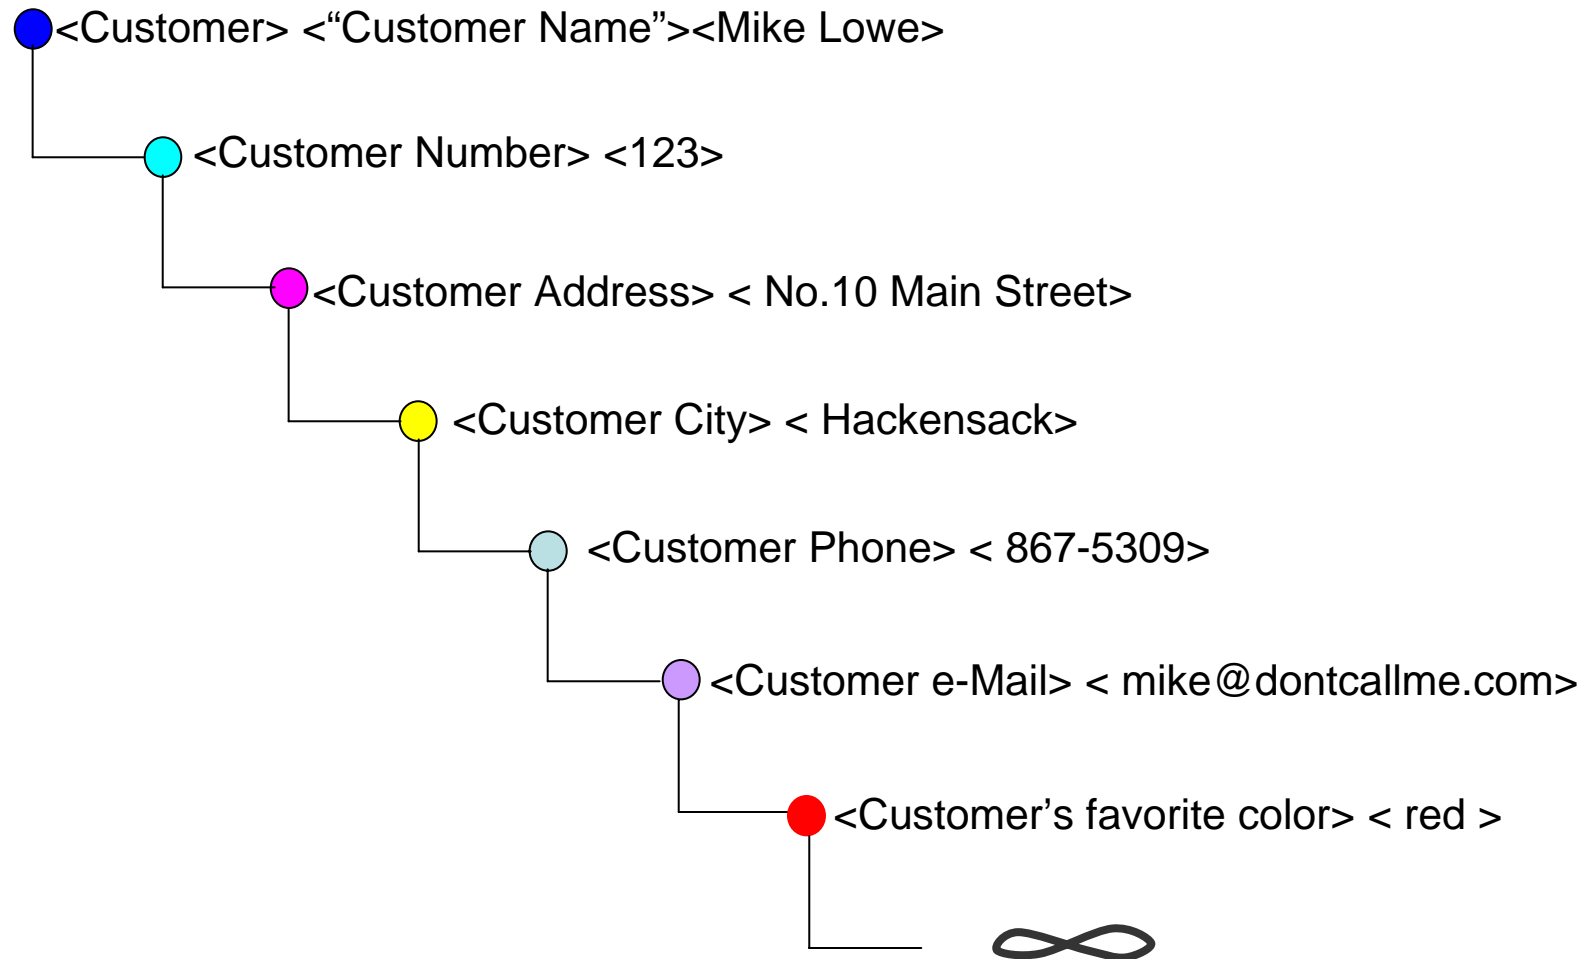 <Customer> <“Customer Name”><Mike Lowe>
<Customer Number> <123>
<Customer Address> < No.10 Main Street>
<Customer City> < Hackensack>
<Customer Phone> < 867-5309>
<Customer e-Mail> < mike@dontcallme.com>
<Customer’s favorite color> < red >